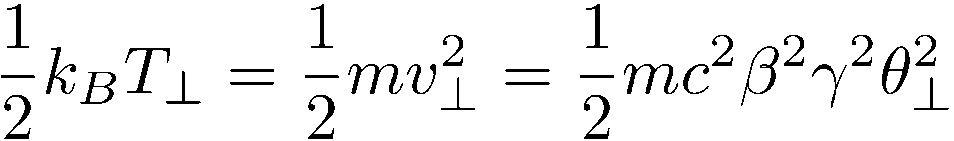 \frac{1}{2}k_B T_\perp = \frac{1}{2}mv_\perp^2 = \frac{1}{2}mc^2\beta^2\gamma^2\theta_\perp^2